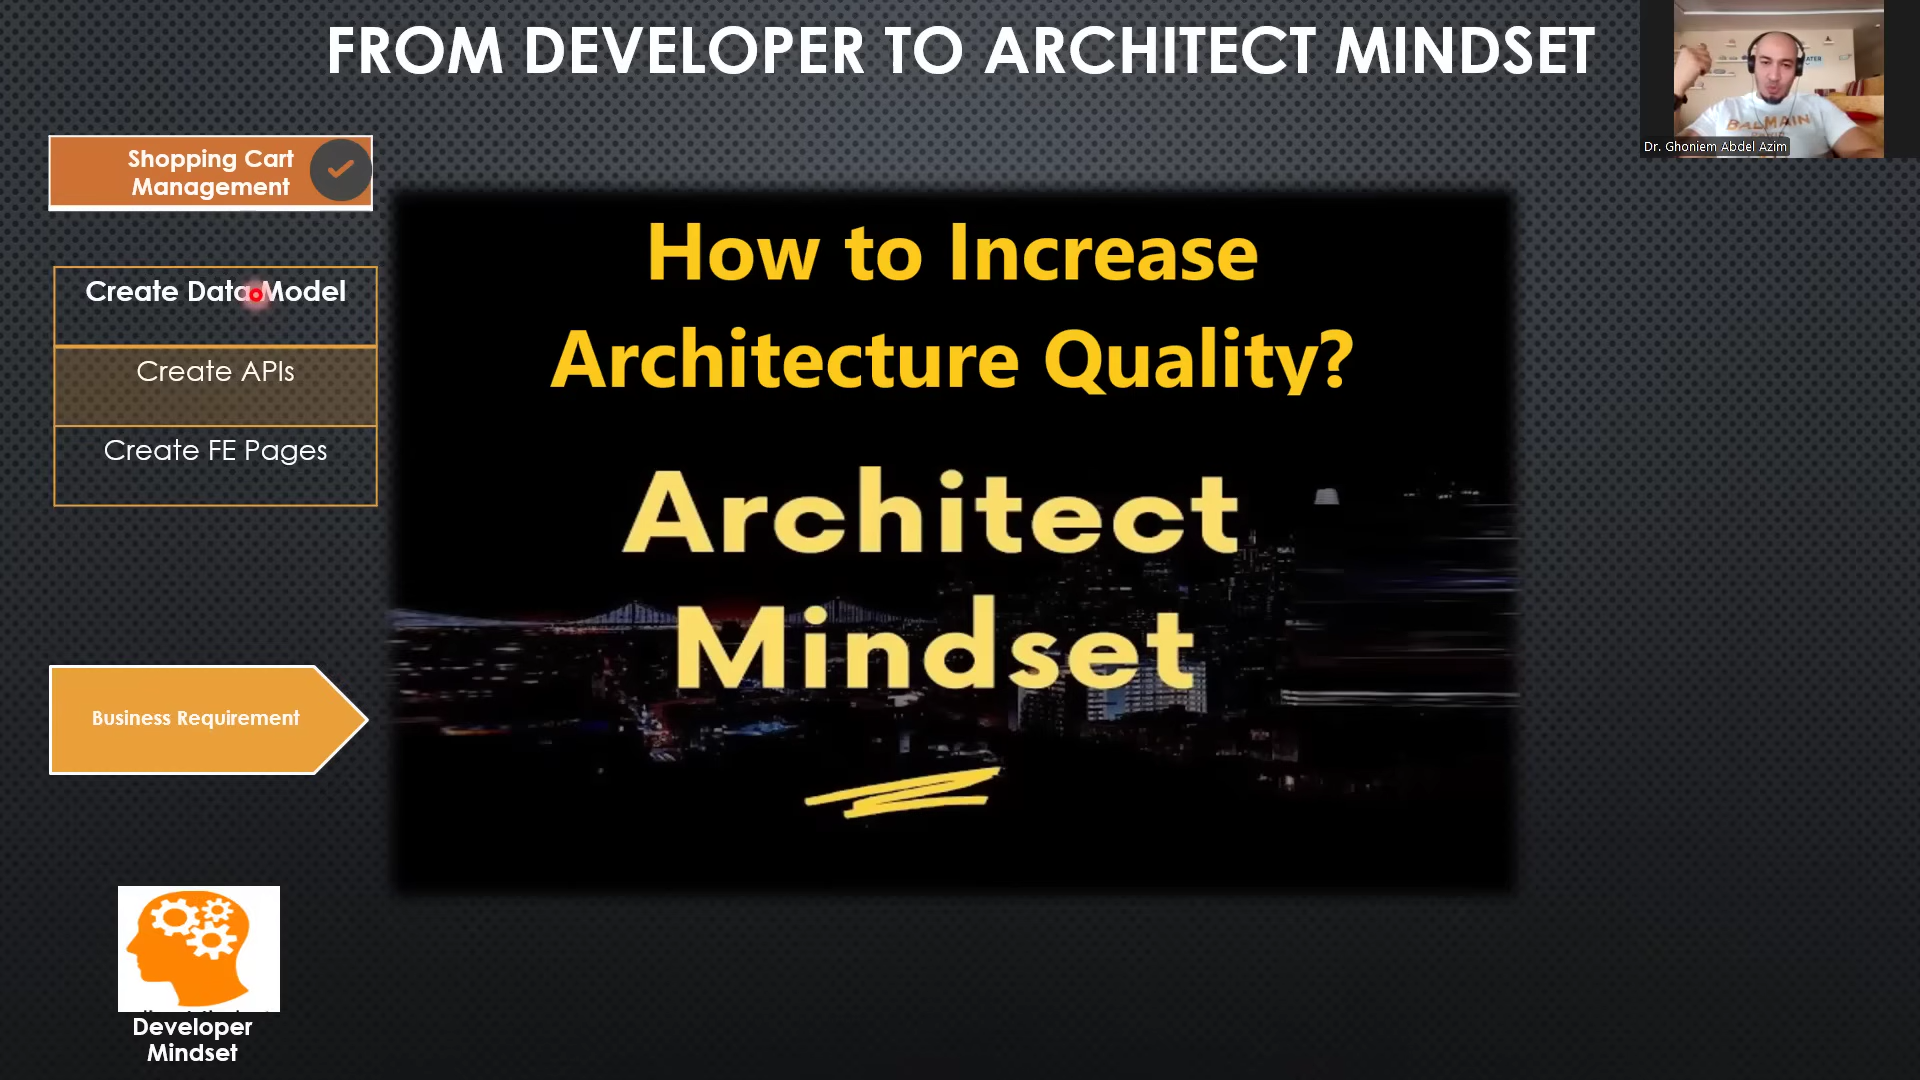 FROM DEVELOPER TO ARCHITECT MINDSET
Dr. Ghoniem Abdel Azim
BALMAIN
Shopping Cart
Management
Create Data Model
Create APIs
Create FE Pages
Business Requirement
Developer
Mindset
How to Increase
Architecture Quality?
Architect
Mindset